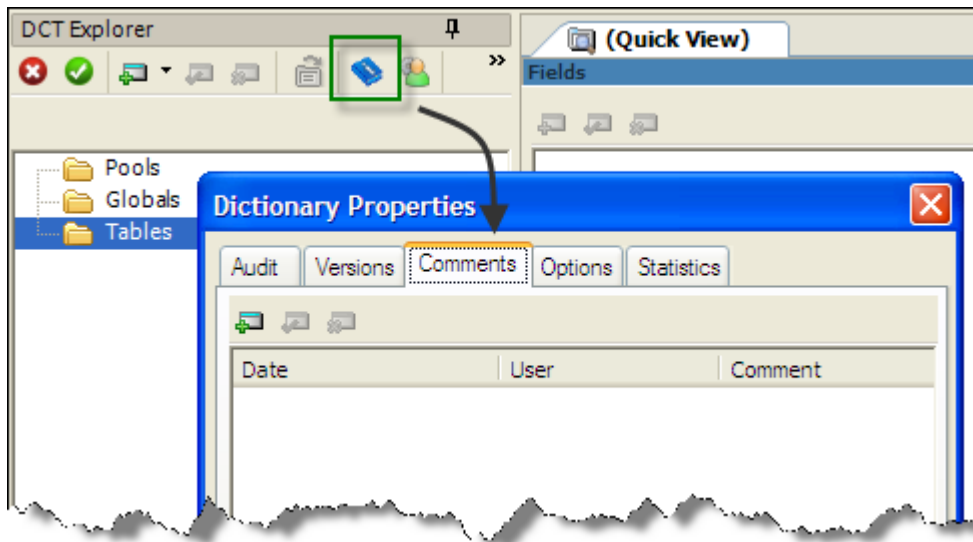 DCT Explorer
(Quick View)
»
Fields
Pools
Globals
Tables
Dictionary Properties
Audit Versions Comments Options Statistics
Date User Comment